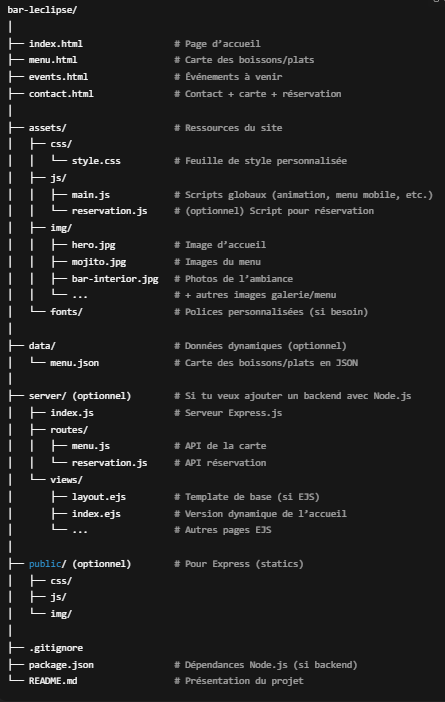 bar-leclipse/
│
├── index.html # Page d’accueil
├── menu.html # Carte des boissons/plats
├── events.html # Événements à venir
├── contact.html # Contact + carte + réservation
│
├── assets/ # Ressources du site
│ ├── css/
│ │ └── style.css # Feuille de style personnalisée
│ ├── js/
│ │ ├── main.js # Scripts globaux (animation, menu mobile, etc.)
│ │ └── reservation.js # (optionnel) Script pour réservation
│ ├── img/
│ │ ├── hero.jpg # Image d’accueil
│ │ ├── mojito.jpg # Images du menu
│ │ ├── bar-interior.jpg # Photos de l’ambiance
│ │ └── ... # + autres images galerie/menu
│ └── fonts/ # Polices personnalisées (si besoin)
│
├── data/ # Données dynamiques (optionnel)
│ └── menu.json # Carte des boissons/plats en JSON
│
├── server/ (optionnel) # Si tu veux ajouter un backend avec Node.js
│ ├── index.js # Serveur Express.js
│ ├── routes/
│ │ ├── menu.js # API de la carte
│ │ └── reservation.js # API réservation
│ └── views/
│ ├── layout.ejs # Template de base (si EJS)
│ ├── index.ejs # Version dynamique de l’accueil
│ └── ... # Autres pages EJS
│
├── public/ (optionnel) # Pour Express (statics)
│ ├── css/
│ ├── js/
│ └── img/
│
├── .gitignore
├── package.json # Dépendances Node.js (si backend)
└── README.md # Présentation du projet